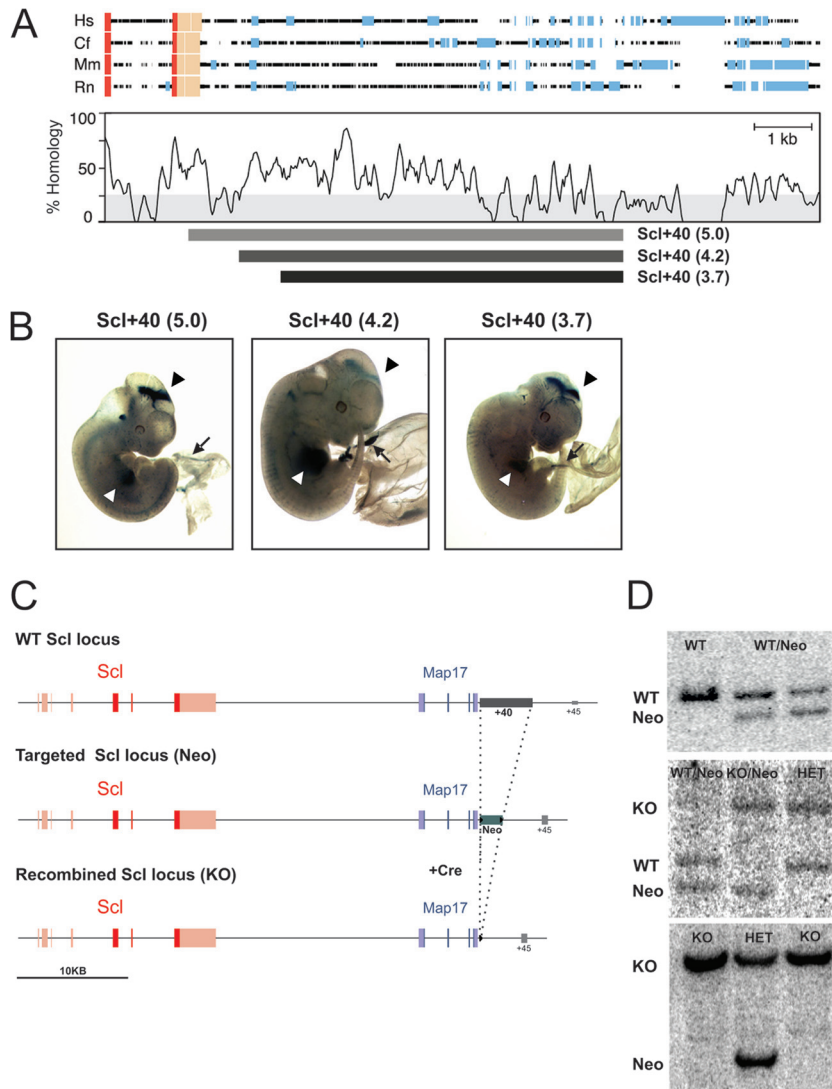 A
Hs
Cf
Mm
Rn
100
50
0
% Homology
1 kb
Scl+40 (5.0)
Scl+40 (4.2)
Scl+40 (3.7)
B
Scl+40 (5.0)
Scl+40 (4.2)
Scl+40 (3.7)
C
WT Scl locus
Scl
Map17
+40
+45
Targeted Scl locus (Neo)
Scl
Map17
Neo
+45
Recombined Scl locus (KO)
+Cre
Scl
Map17
+45
10KB
D
WT WT/Neo
WT
Neo
WT/Neo KO/Neo HET
KO
WT
Neo
KO HET KO
KO
Neo